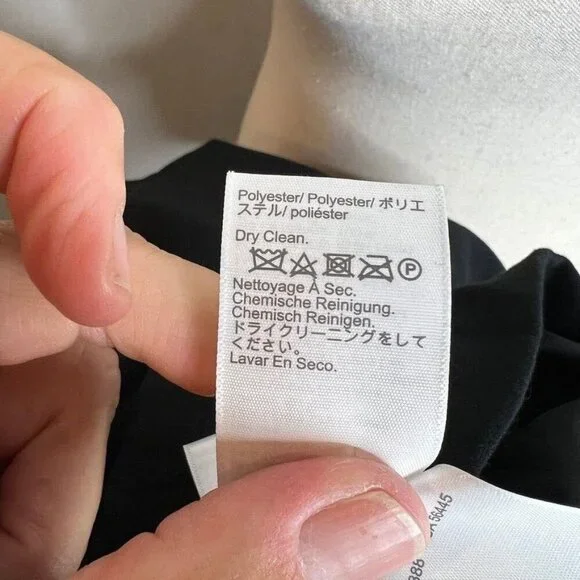 Polyester/ Polyester/ ポリエ
ステル/ poliéster
Dry Clean.
P
Nettoyage À Sec.
Chemische Reinigung.
Chemisch Reinigen.
ドライクリーニングをして
ください。
Lavar En Seco.
56445